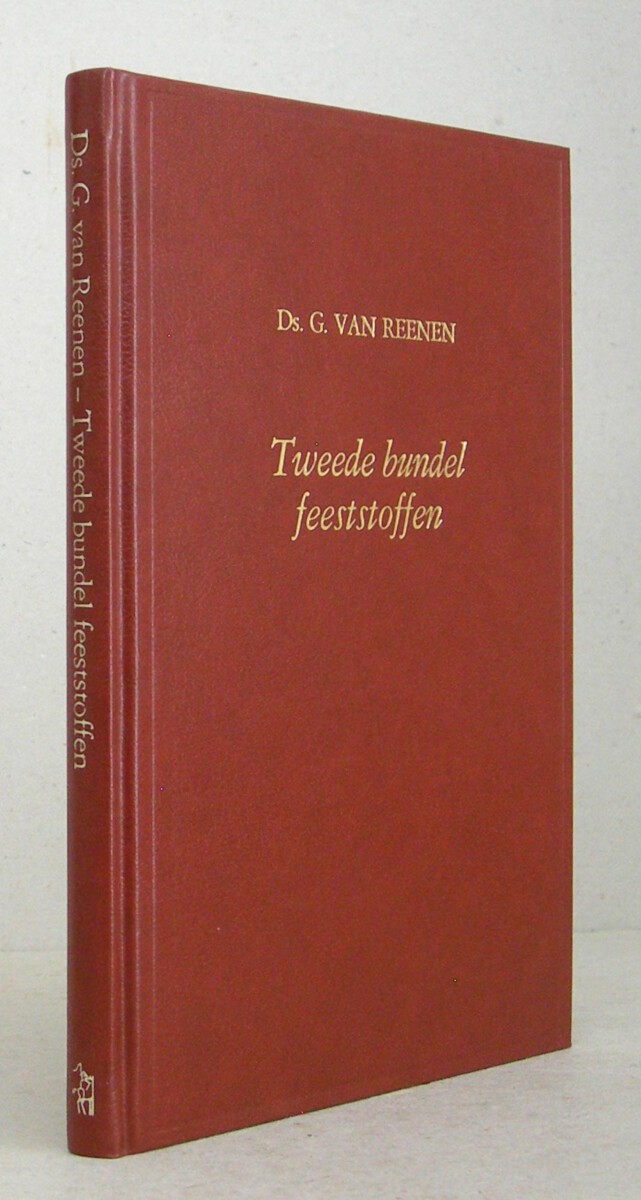 Ds. G. van Reenen – Tweede bundel feeststoffen
Ds. G. VAN REENEN
Tweede bundel
feeststoffen